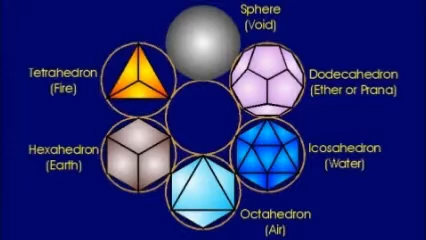 Sphere
(Void)
Tetrahedron
(Fire)
Dodecahedron
(Ether or Prana)
Hexahedron
(Earth)
Icosahedron
(Water)
Octahedron
(Air)